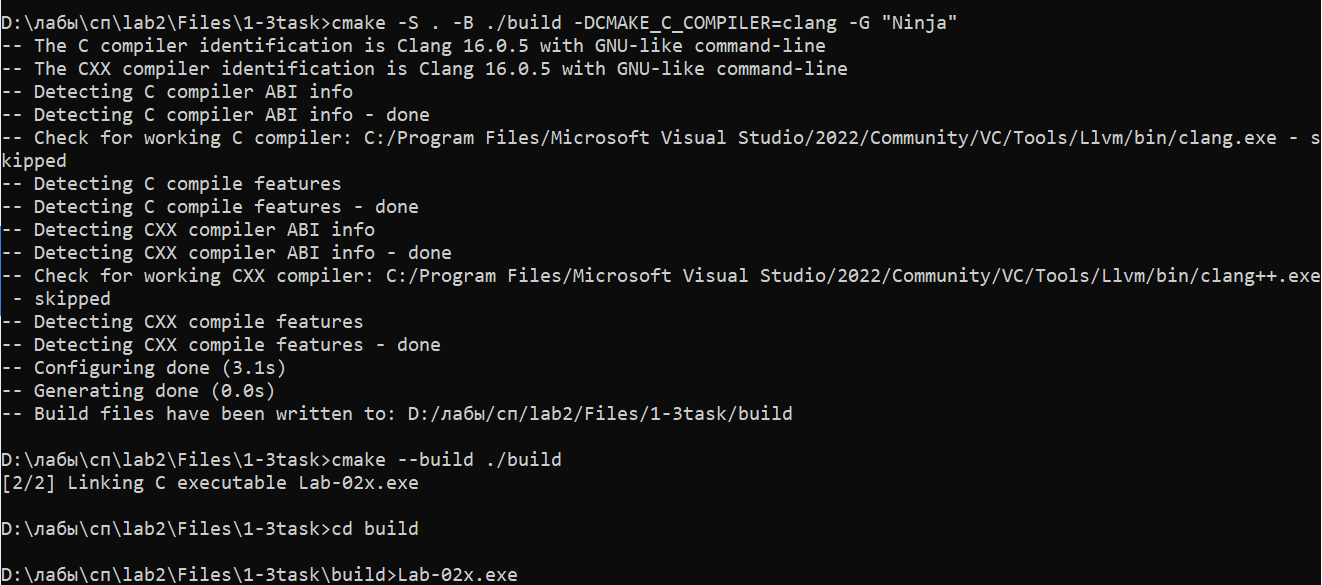 D:\лабы\сп\lab2\Files\1-3task>cmake -S . -B ./build -DCMAKE_C_COMPILER=clang -G "Ninja"
-- The C compiler identification is Clang 16.0.5 with GNU-like command-line
-- The CXX compiler identification is Clang 16.0.5 with GNU-like command-line
-- Detecting C compiler ABI info
-- Detecting C compiler ABI info - done
-- Check for working C compiler: C:/Program Files/Microsoft Visual Studio/2022/Community/VC/Tools/Llvm/bin/clang.exe - s
kipped
-- Detecting C compile features
-- Detecting C compile features - done
-- Detecting CXX compiler ABI info
-- Detecting CXX compiler ABI info - done
-- Check for working CXX compiler: C:/Program Files/Microsoft Visual Studio/2022/Community/VC/Tools/Llvm/bin/clang++.exe
- skipped
-- Detecting CXX compile features
-- Detecting CXX compile features - done
-- Configuring done (3.1s)
-- Generating done (0.0s)
-- Build files have been written to: D:/лабы/сп/lab2/Files/1-3task/build
D:\лабы\сп\lab2\Files\1-3task>cmake --build ./build
[2/2] Linking C executable Lab-02x.exe
D:\лабы\сп\lab2\Files\1-3task>cd build
D:\лабы\сп\lab2\Files\1-3task\build>Lab-02x.exe